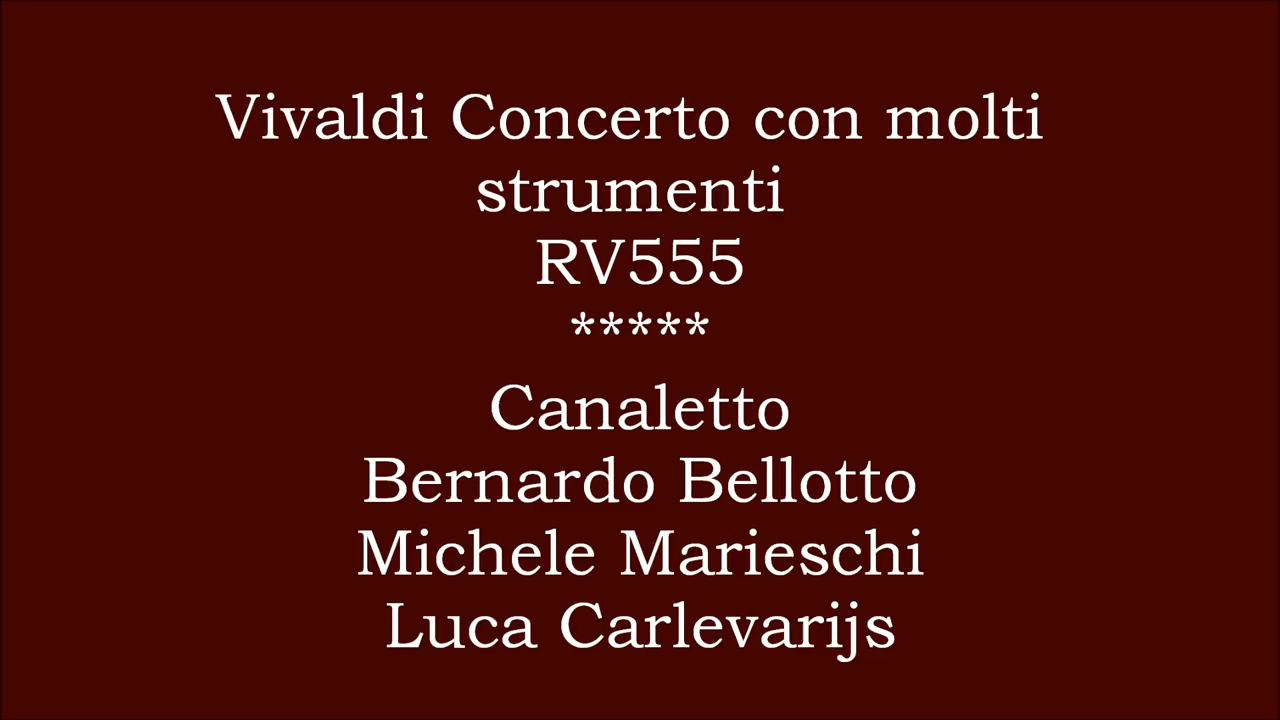 Vivaldi Concerto con molti
strumenti
RV555
*****
Canaletto
Bernardo Bellotto
Michele Marieschi
Luca Carlevarijs